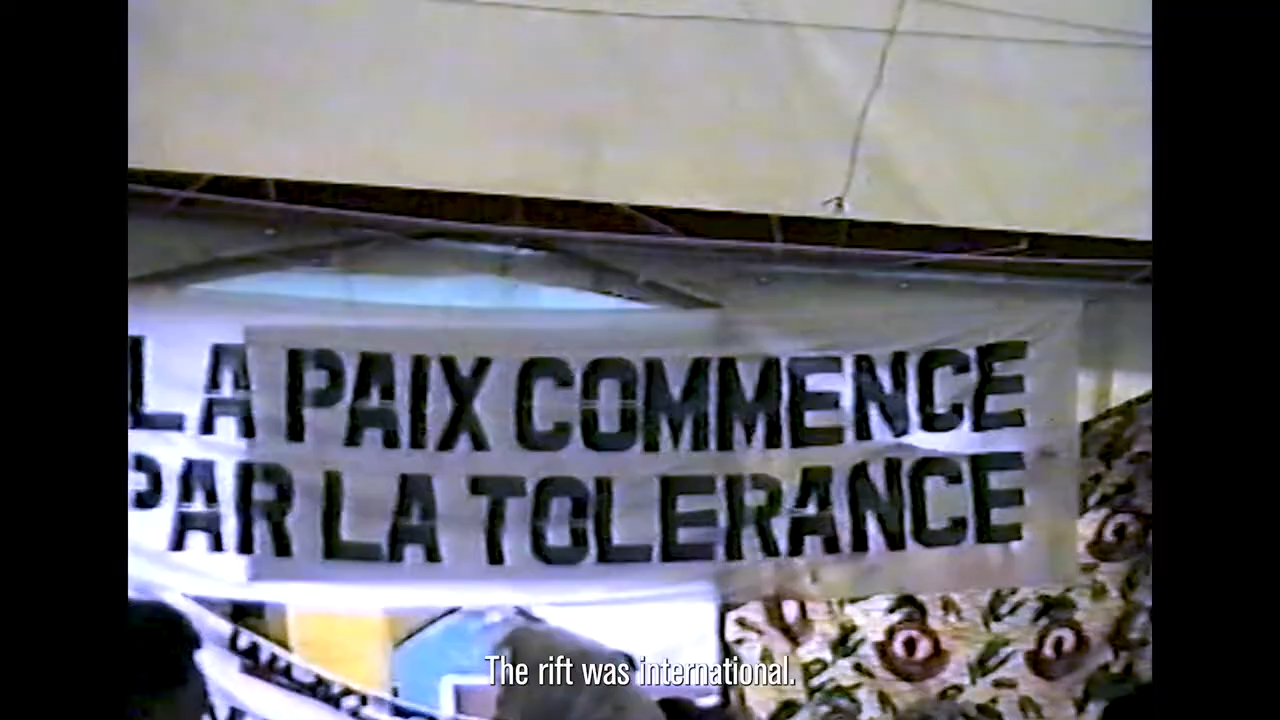 LA PAIX COMMENCE
PAR LA TOLERANCE
The rift was international.